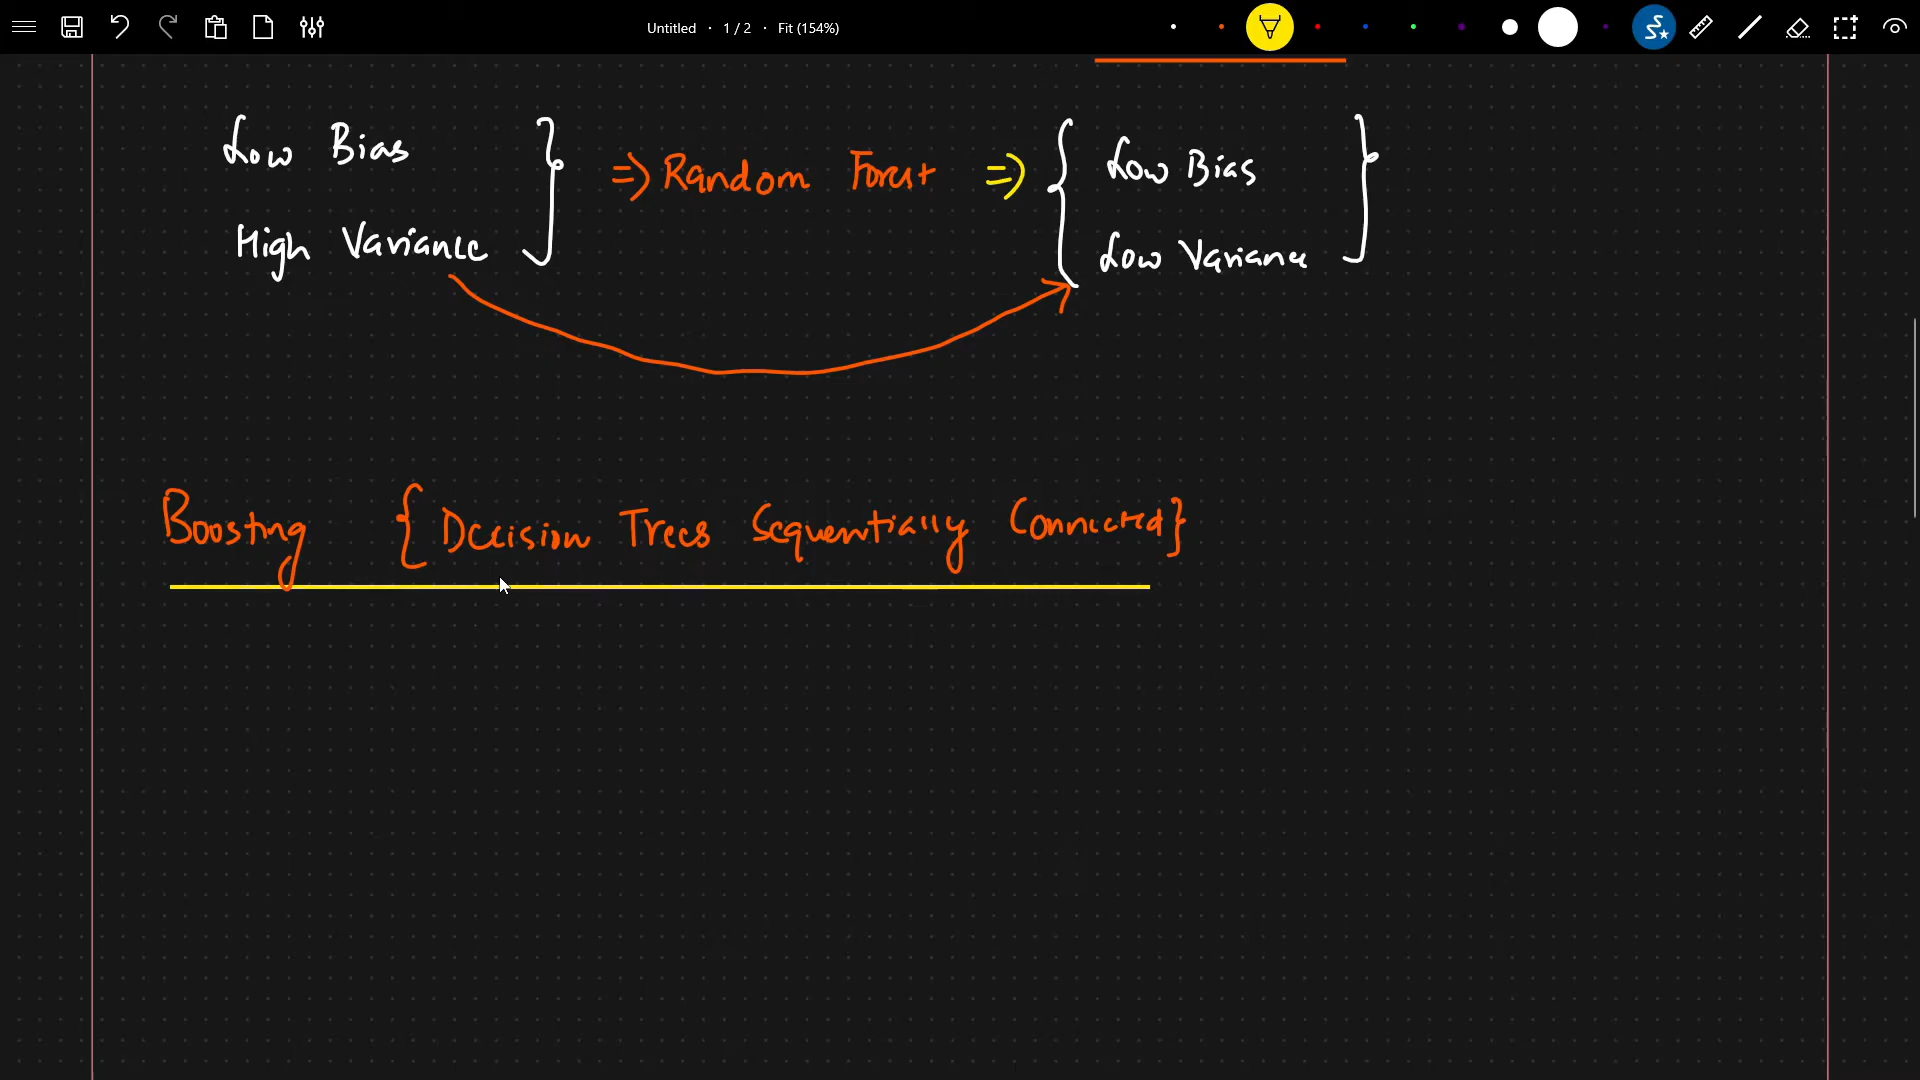 Untitled · 1 / 2 · Fit (154%)
Low Bias } => Random Forest => { Low Bias }
High Variance Low Variance
Boosting { Decision Trees Sequentially Connected }